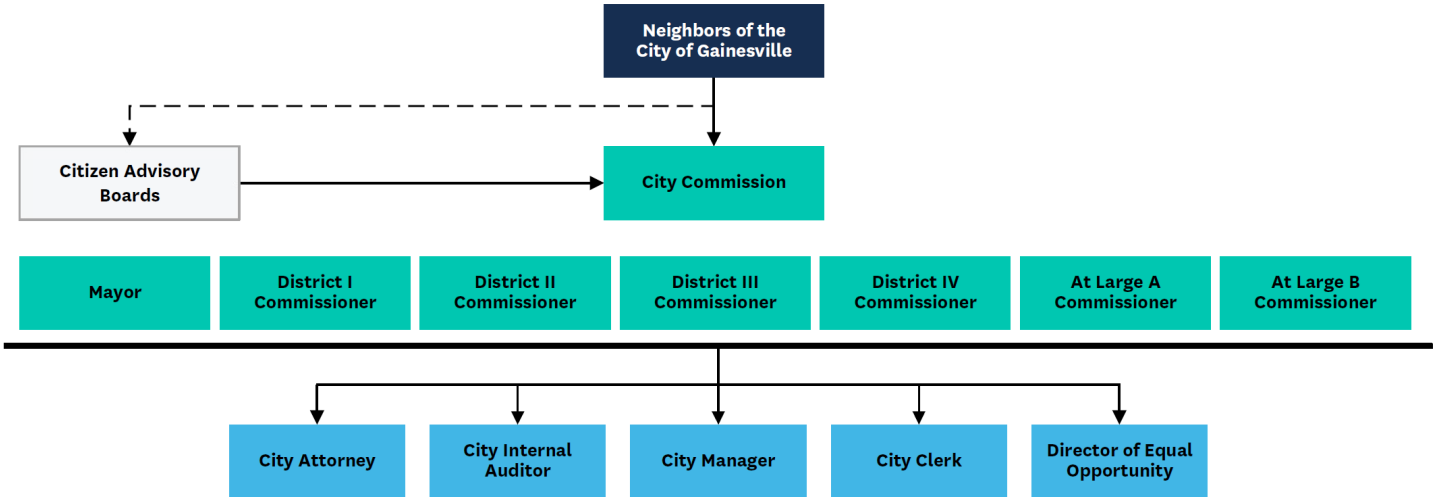 Neighbors of the
City of Gainesville
Citizen Advisory
Boards
City Commission
Mayor
District I
Commissioner
District II
Commissioner
District III
Commissioner
District IV
Commissioner
At Large A
Commissioner
At Large B
Commissioner
City Attorney
City Internal
Auditor
City Manager
City Clerk
Director of Equal
Opportunity